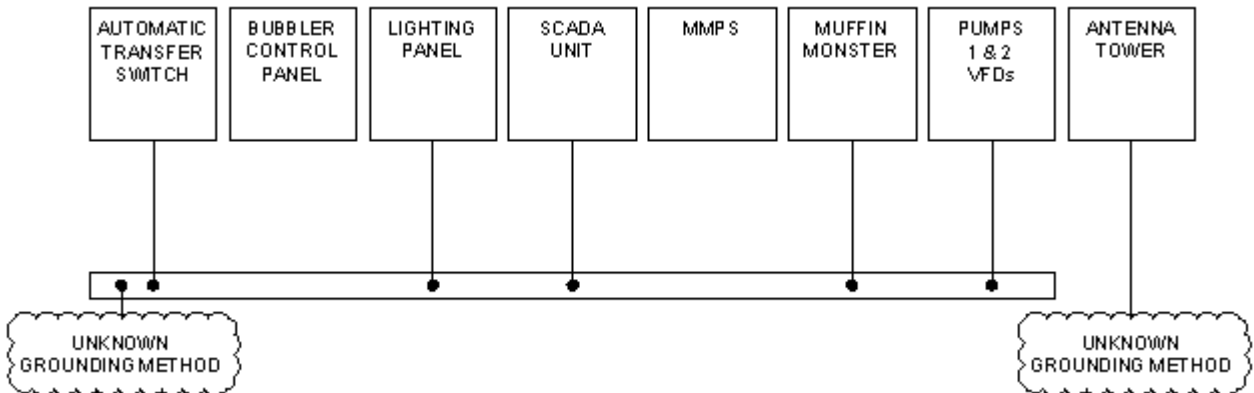 AUTOMATIC
TRANSFER
SWITCH
BUBBLER
CONTROL
PANEL
LIGHTING
PANEL
SCADA
UNIT
MMPS
MUFFIN
MONSTER
PUMPS
1 & 2
VFDs
ANTENNA
TOWER
UNKNOWN
GROUNDING METHOD
UNKNOWN
GROUNDING METHOD